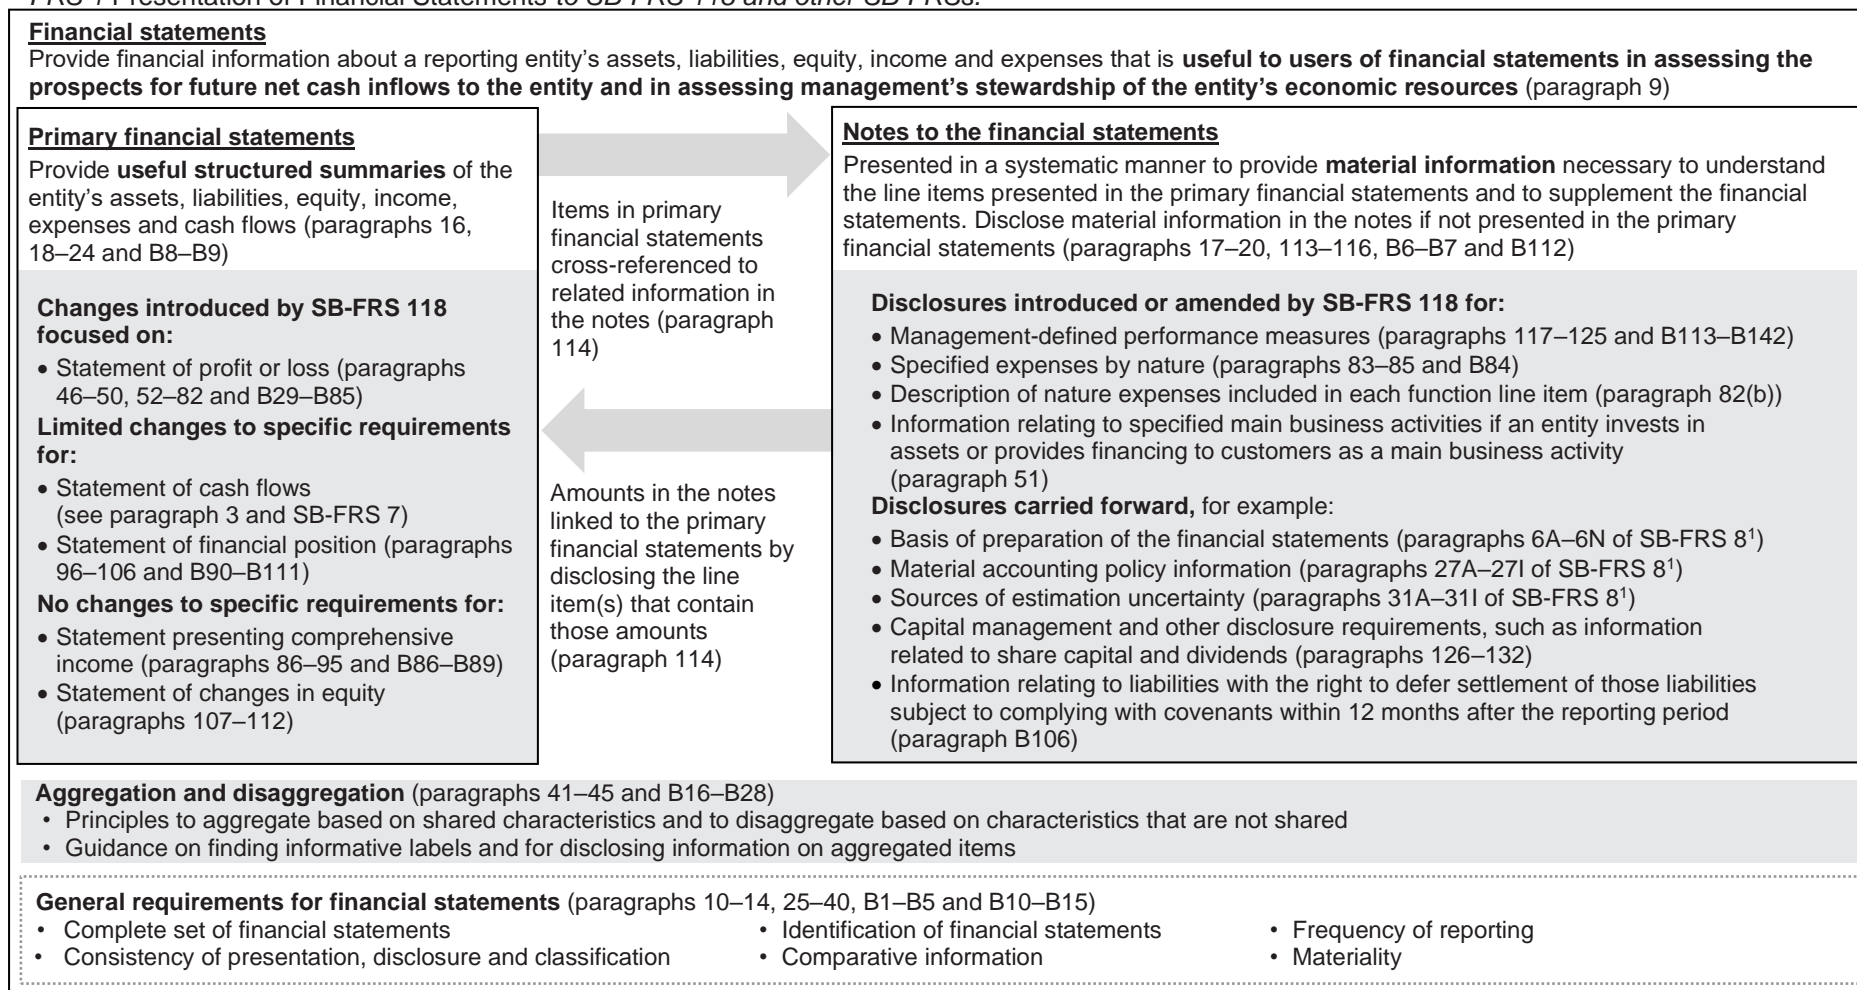 FRS 1 Presentation of Financial Statements to SB-FRS 118 and other SB-FRSs.
Financial statements
Provide financial information about a reporting entity’s assets, liabilities, equity, income and expenses that is useful to users of financial statements in assessing the
prospects for future net cash inflows to the entity and in assessing management’s stewardship of the entity’s economic resources (paragraph 9)
Primary financial statements
Provide useful structured summaries of the
entity’s assets, liabilities, equity, income,
expenses and cash flows (paragraphs 16,
18–24 and B8–B9)
Changes introduced by SB-FRS 118
focused on:
• Statement of profit or loss (paragraphs
46–50, 52–82 and B29–B85)
Limited changes to specific requirements
for:
• Statement of cash flows
(see paragraph 3 and SB-FRS 7)
• Statement of financial position (paragraphs
96–106 and B90–B111)
No changes to specific requirements for:
• Statement presenting comprehensive
income (paragraphs 86–95 and B86–B89)
• Statement of changes in equity
(paragraphs 107–112)
Items in primary
financial statements
cross-referenced to
related information in
the notes (paragraph
114)
Amounts in the notes
linked to the primary
financial statements by
disclosing the line
item(s) that contain
those amounts
(paragraph 114)
Notes to the financial statements
Presented in a systematic manner to provide material information necessary to understand
the line items presented in the primary financial statements and to supplement the financial
statements. Disclose material information in the notes if not presented in the primary
financial statements (paragraphs 17–20, 113–116, B6–B7 and B112)
Disclosures introduced or amended by SB-FRS 118 for:
• Management-defined performance measures (paragraphs 117–125 and B113–B142)
• Specified expenses by nature (paragraphs 83–85 and B84)
• Description of nature expenses included in each function line item (paragraph 82(b))
• Information relating to specified main business activities if an entity invests in
assets or provides financing to customers as a main business activity
(paragraph 51)
Disclosures carried forward, for example:
• Basis of preparation of the financial statements (paragraphs 6A–6N of SB-FRS 8¹)
• Material accounting policy information (paragraphs 27A–27I of SB-FRS 8¹)
• Sources of estimation uncertainty (paragraphs 31A–31I of SB-FRS 8¹)
• Capital management and other disclosure requirements, such as information
related to share capital and dividends (paragraphs 126–132)
• Information relating to liabilities with the right to defer settlement of those liabilities
subject to complying with covenants within 12 months after the reporting period
(paragraph B106)
Aggregation and disaggregation (paragraphs 41–45 and B16–B28)
• Principles to aggregate based on shared characteristics and to disaggregate based on characteristics that are not shared
• Guidance on finding informative labels and for disclosing information on aggregated items
General requirements for financial statements (paragraphs 10–14, 25–40, B1–B5 and B10–B15)
• Complete set of financial statements • Identification of financial statements • Frequency of reporting
• Consistency of presentation, disclosure and classification • Comparative information • Materiality